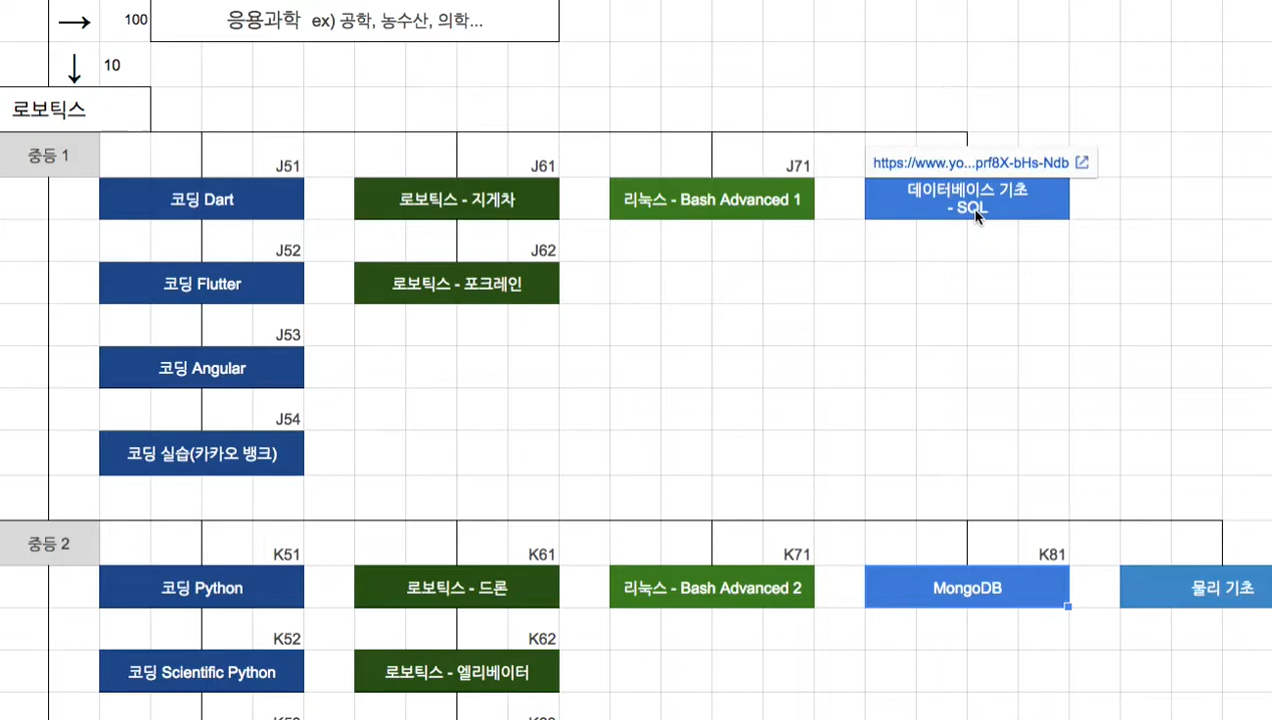 → 100 응용과학 ex) 공학, 농수산, 의학...
↓ 10
로보틱스
중등 1
J51 J61 J71
https://www.yo...prf8X-bHs-Ndb
코딩 Dart 로보틱스 - 지게차 리눅스 - Bash Advanced 1 데이터베이스 기초
- SQL
J52 J62
코딩 Flutter 로보틱스 - 포크레인
J53
코딩 Angular
J54
코딩 실습(카카오 뱅크)
중등 2
K51 K61 K71 K81
코딩 Python 로보틱스 - 드론 리눅스 - Bash Advanced 2 MongoDB 물리 기초
K52 K62
코딩 Scientific Python 로보틱스 - 엘리베이터